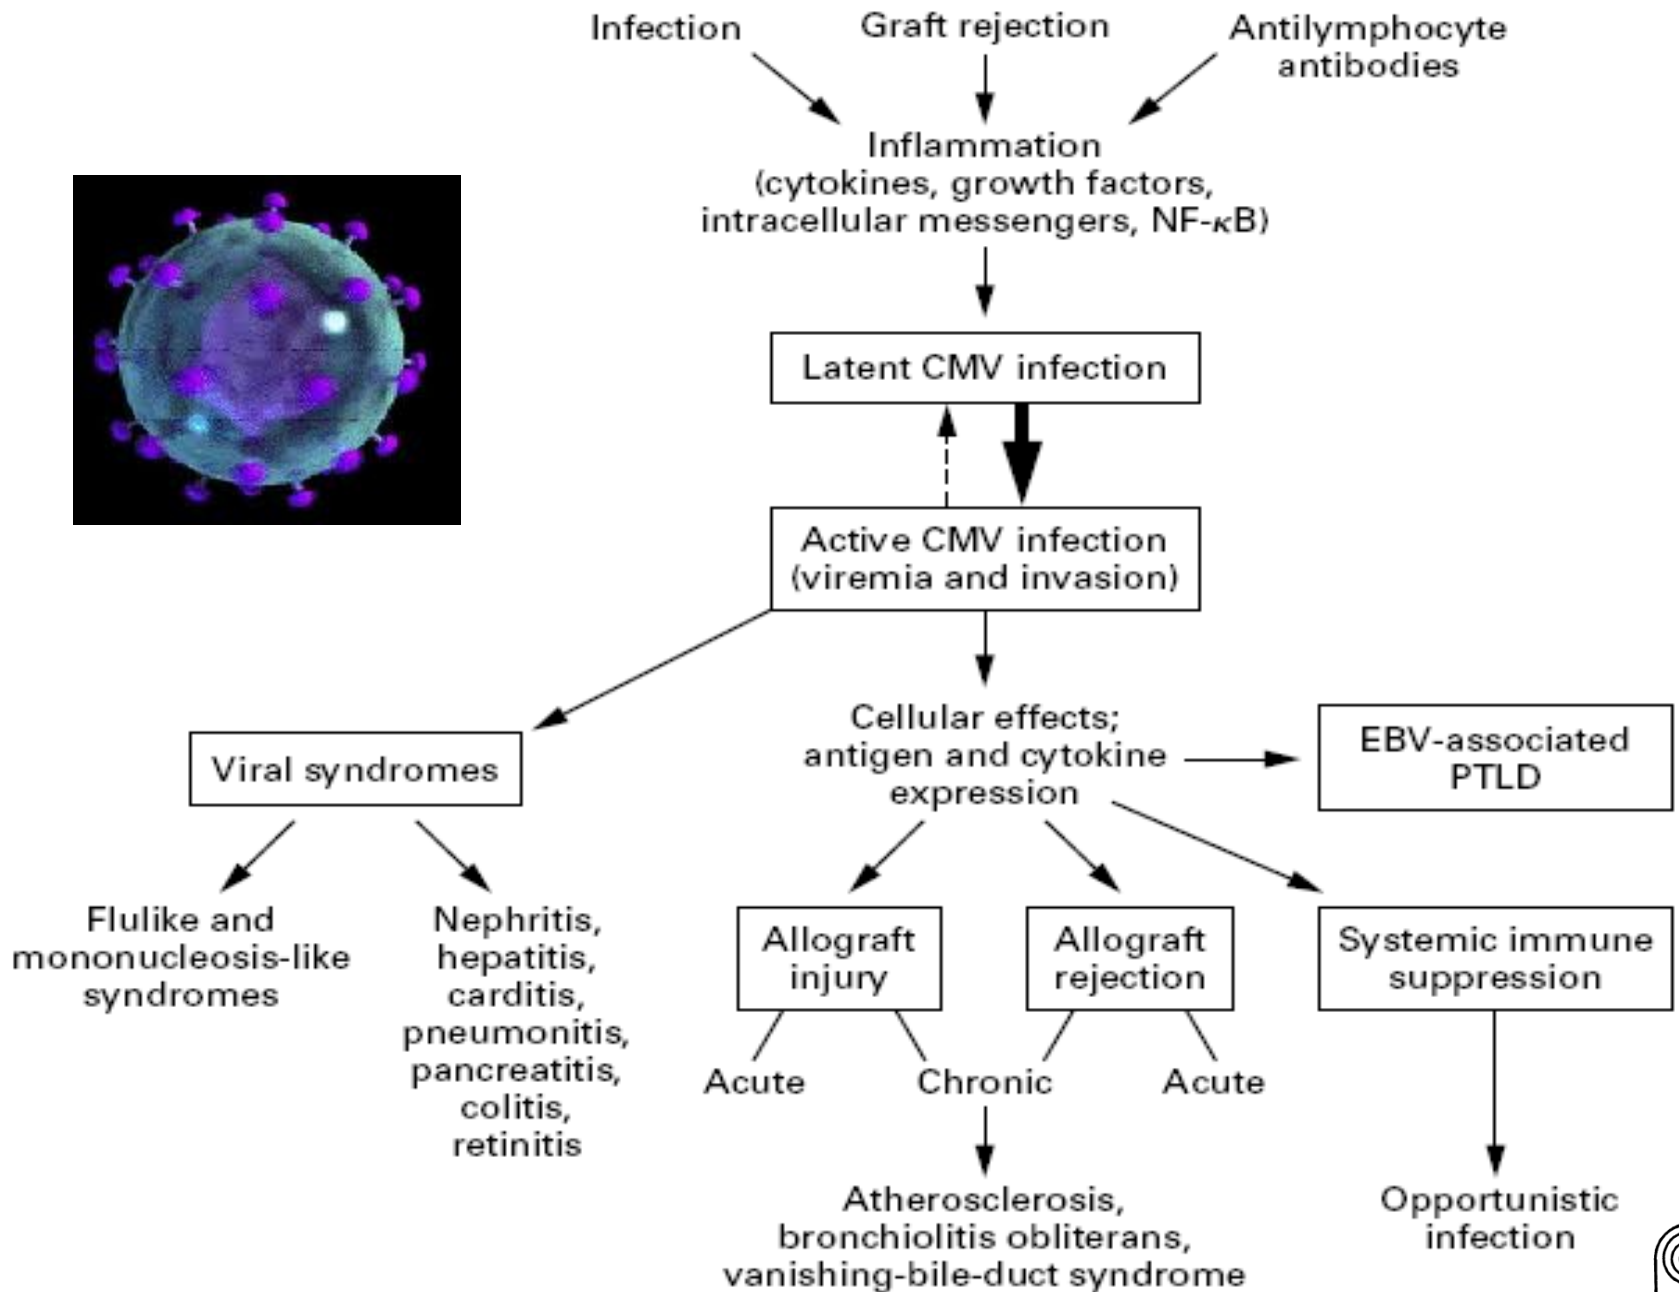 Infection
Graft rejection
Antilymphocyte
antibodies
Inflammation
(cytokines, growth factors,
intracellular messengers, NF-κB)
Latent CMV infection
Active CMV infection
(viremia and invasion)
Viral syndromes
Cellular effects;
antigen and cytokine
expression
EBV-associated
PTLD
Flulike and
mononucleosis-like
syndromes
Nephritis,
hepatitis,
carditis,
pneumonitis,
pancreatitis,
colitis,
retinitis
Allograft
injury
Allograft
rejection
Systemic immune
suppression
Acute
Chronic
Acute
Atherosclerosis,
bronchiolitis obliterans,
vanishing-bile-duct syndrome
Opportunistic
infection